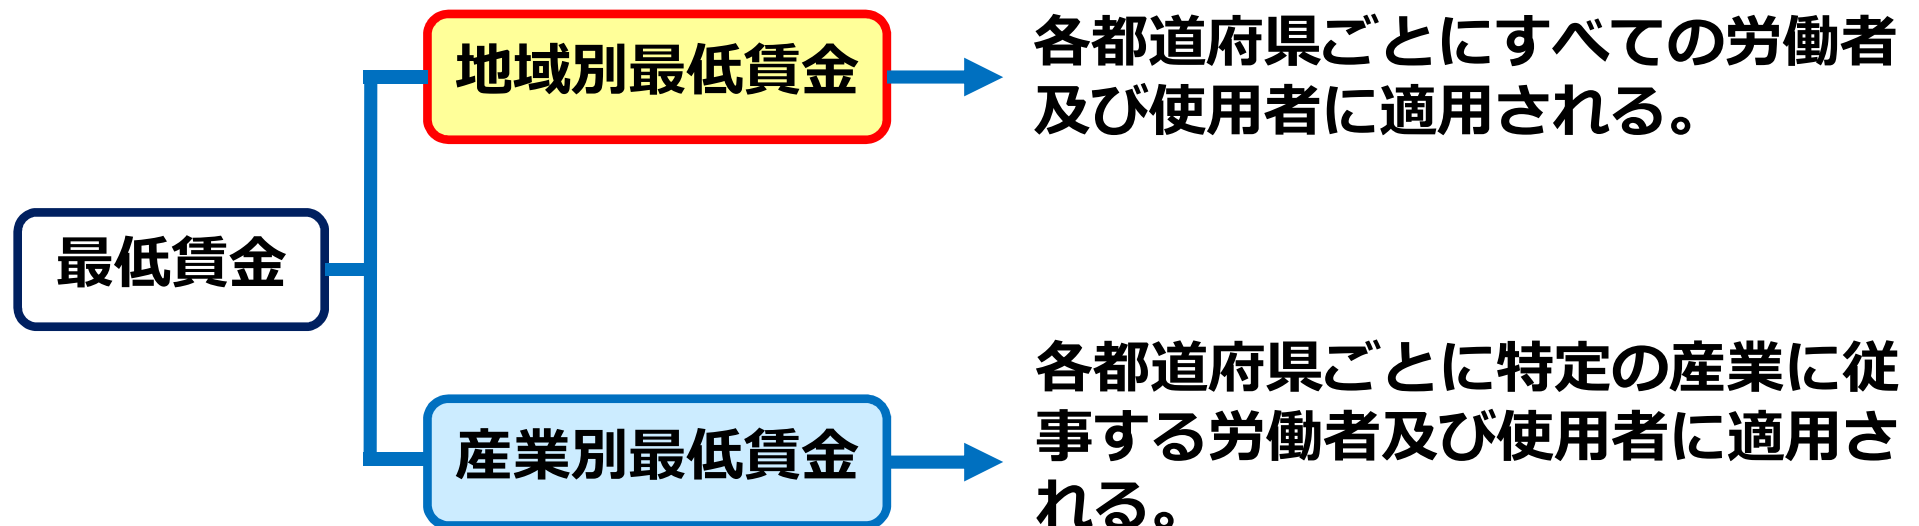 地域別最低賃金
各都道府県ごとにすべての労働者
及び使用者に適用される。
最低賃金
産業別最低賃金
各都道府県ごとに特定の産業に従
事する労働者及び使用者に適用さ
れる。